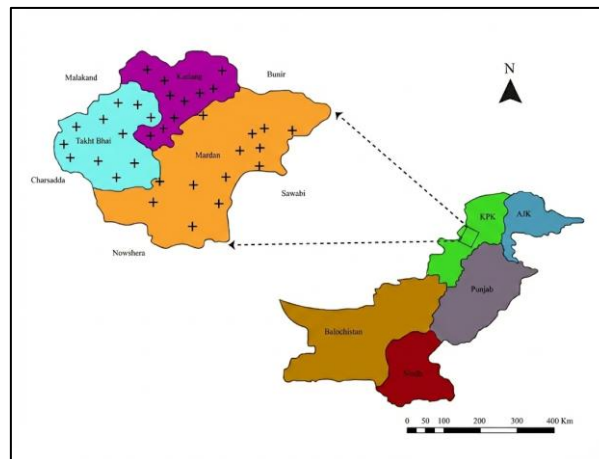 Malakand
Katlang
Bunir
N
Takht Bhai
Mardan
Charsadda
Sawabi
Nowshera
KPK
AJK
Punjab
Balochistan
Sindh
0 50 100 200 300 400 Km